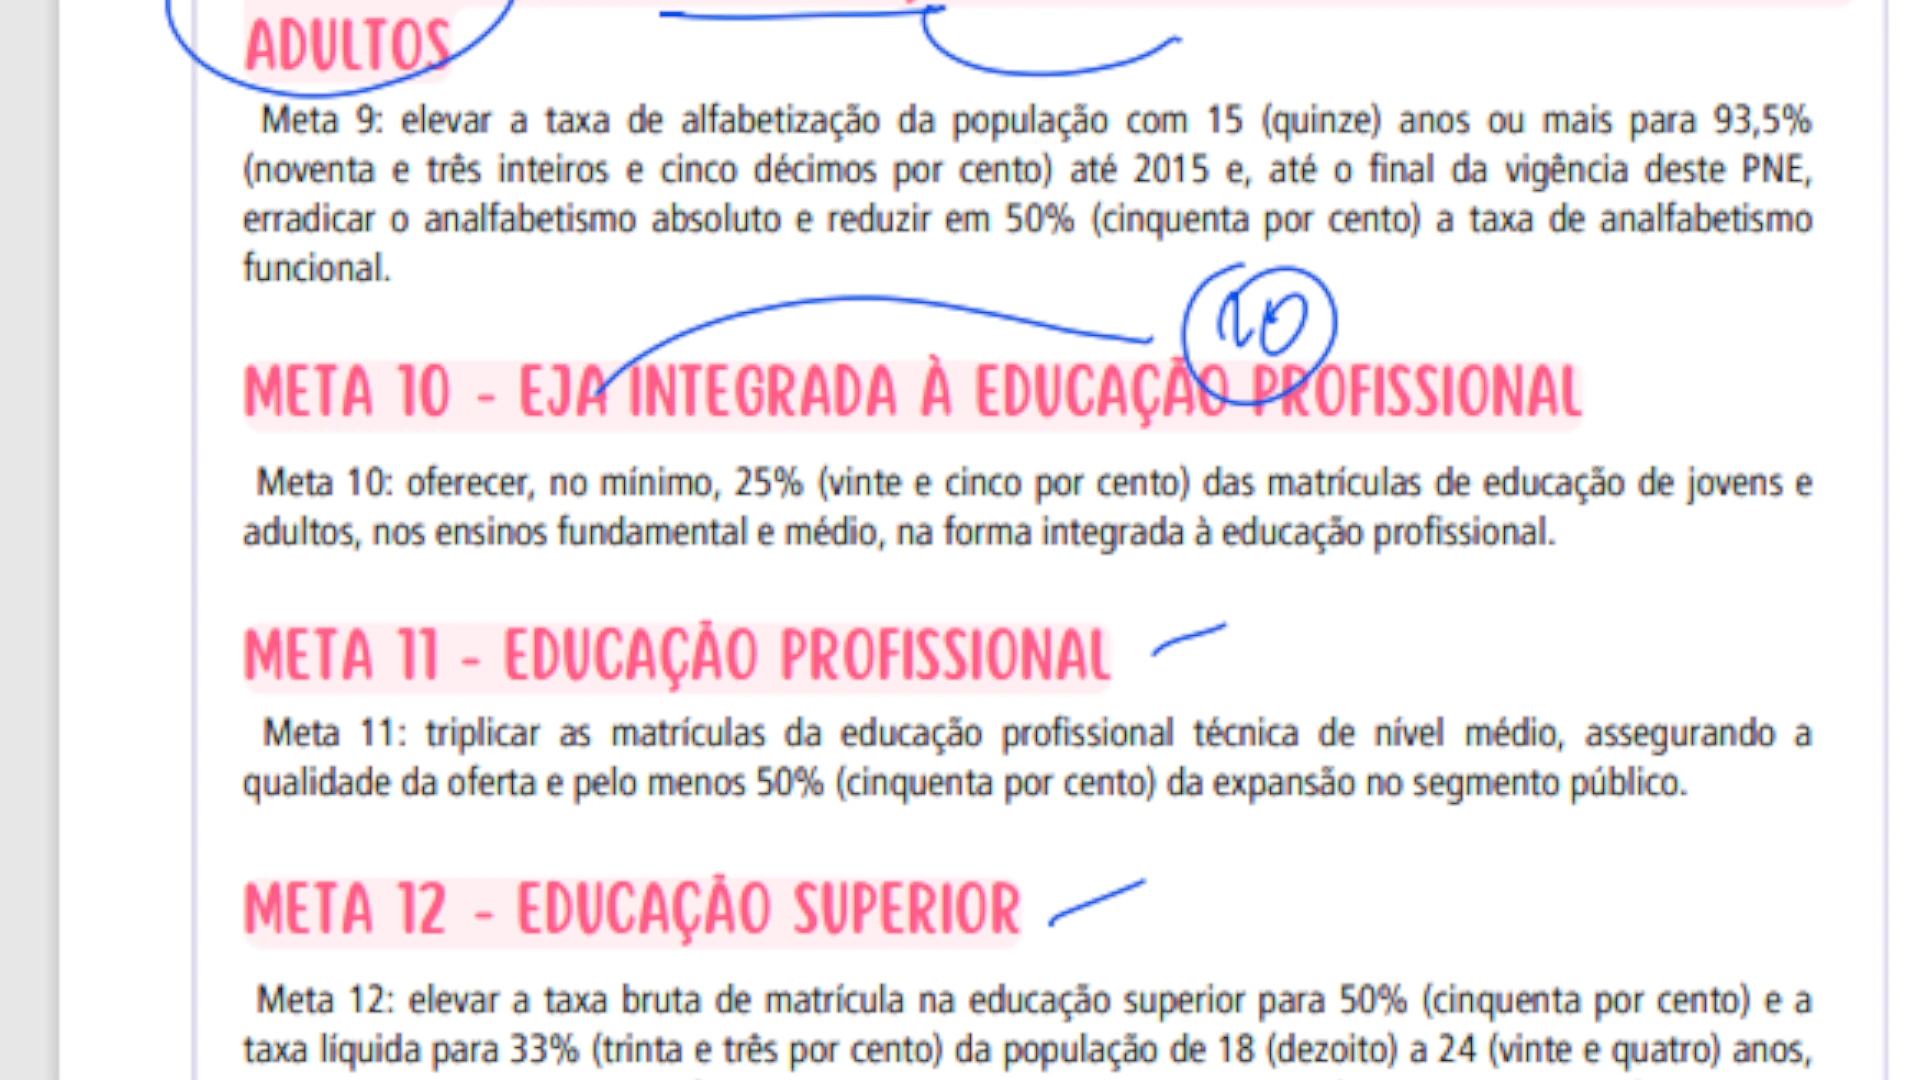 ADULTOS
Meta 9: elevar a taxa de alfabetização da população com 15 (quinze) anos ou mais para 93,5%
(noventa e três inteiros e cinco décimos por cento) até 2015 e, até o final da vigência deste PNE,
erradicar o analfabetismo absoluto e reduzir em 50% (cinquenta por cento) a taxa de analfabetismo
funcional.
10
META 10 - EJA INTEGRADA À EDUCAÇÃO PROFISSIONAL
Meta 10: oferecer, no mínimo, 25% (vinte e cinco por cento) das matrículas de educação de jovens e
adultos, nos ensinos fundamental e médio, na forma integrada à educação profissional.
META 11 - EDUCAÇÃO PROFISSIONAL
Meta 11: triplicar as matrículas da educação profissional técnica de nível médio, assegurando a
qualidade da oferta e pelo menos 50% (cinquenta por cento) da expansão no segmento público.
META 12 - EDUCAÇÃO SUPERIOR
Meta 12: elevar a taxa bruta de matrícula na educação superior para 50% (cinquenta por cento) e a
taxa líquida para 33% (trinta e três por cento) da população de 18 (dezoito) a 24 (vinte e quatro) anos,